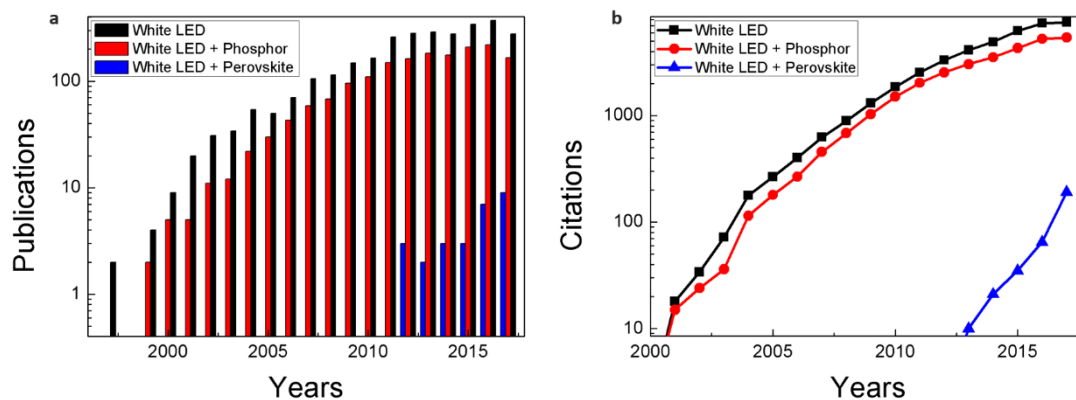 a
White LED
White LED + Phosphor
White LED + Perovskite
100
10
1
Publications
2000 2005 2010 2015
Years
b
White LED
White LED + Phosphor
White LED + Perovskite
1000
100
10
Citations
2000 2005 2010 2015
Years